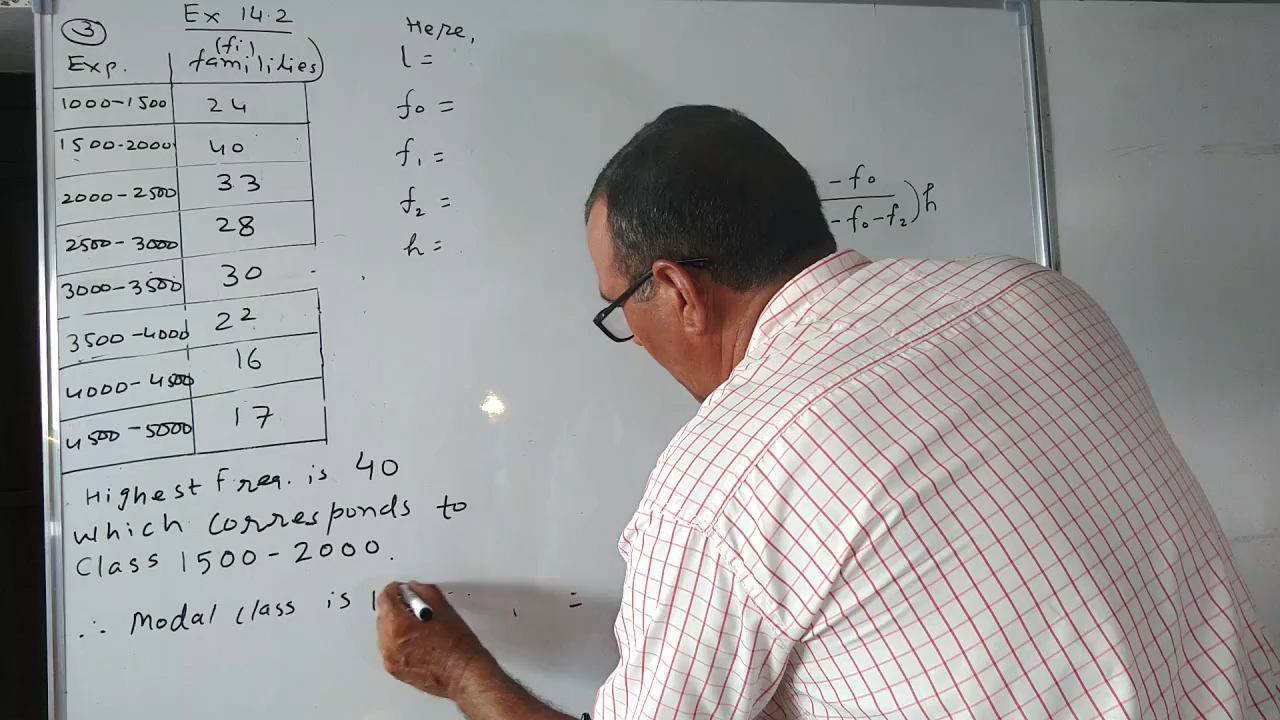 ③ Ex 14.2
Exp. | (fi) familities)
1000-1500 | 24
1500-2000 | 40
2000-2500 | 33
2500-3000 | 28
3000-3500 | 30
3500-4000 | 22
4000-4500 | 16
4500-5000 | 17
Highest Freq. is 40
which corresponds to
Class 1500-2000.
∴ Modal class is 1
Here,
l =
f₀ =
f₁ =
f₂ =
h =
- f₀
- f₀ - f₂) h